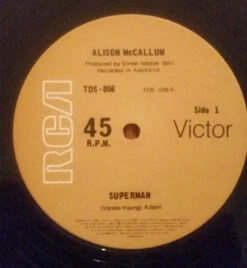 ALISON McCALLUM
Produced by Simon Napier Bell
Recorded in Australia
TDS-056
TDS-056 A
Side 1
45
R.P.M.
Victor
RCA
SUPERMAN
(Vanda-Young) Albert